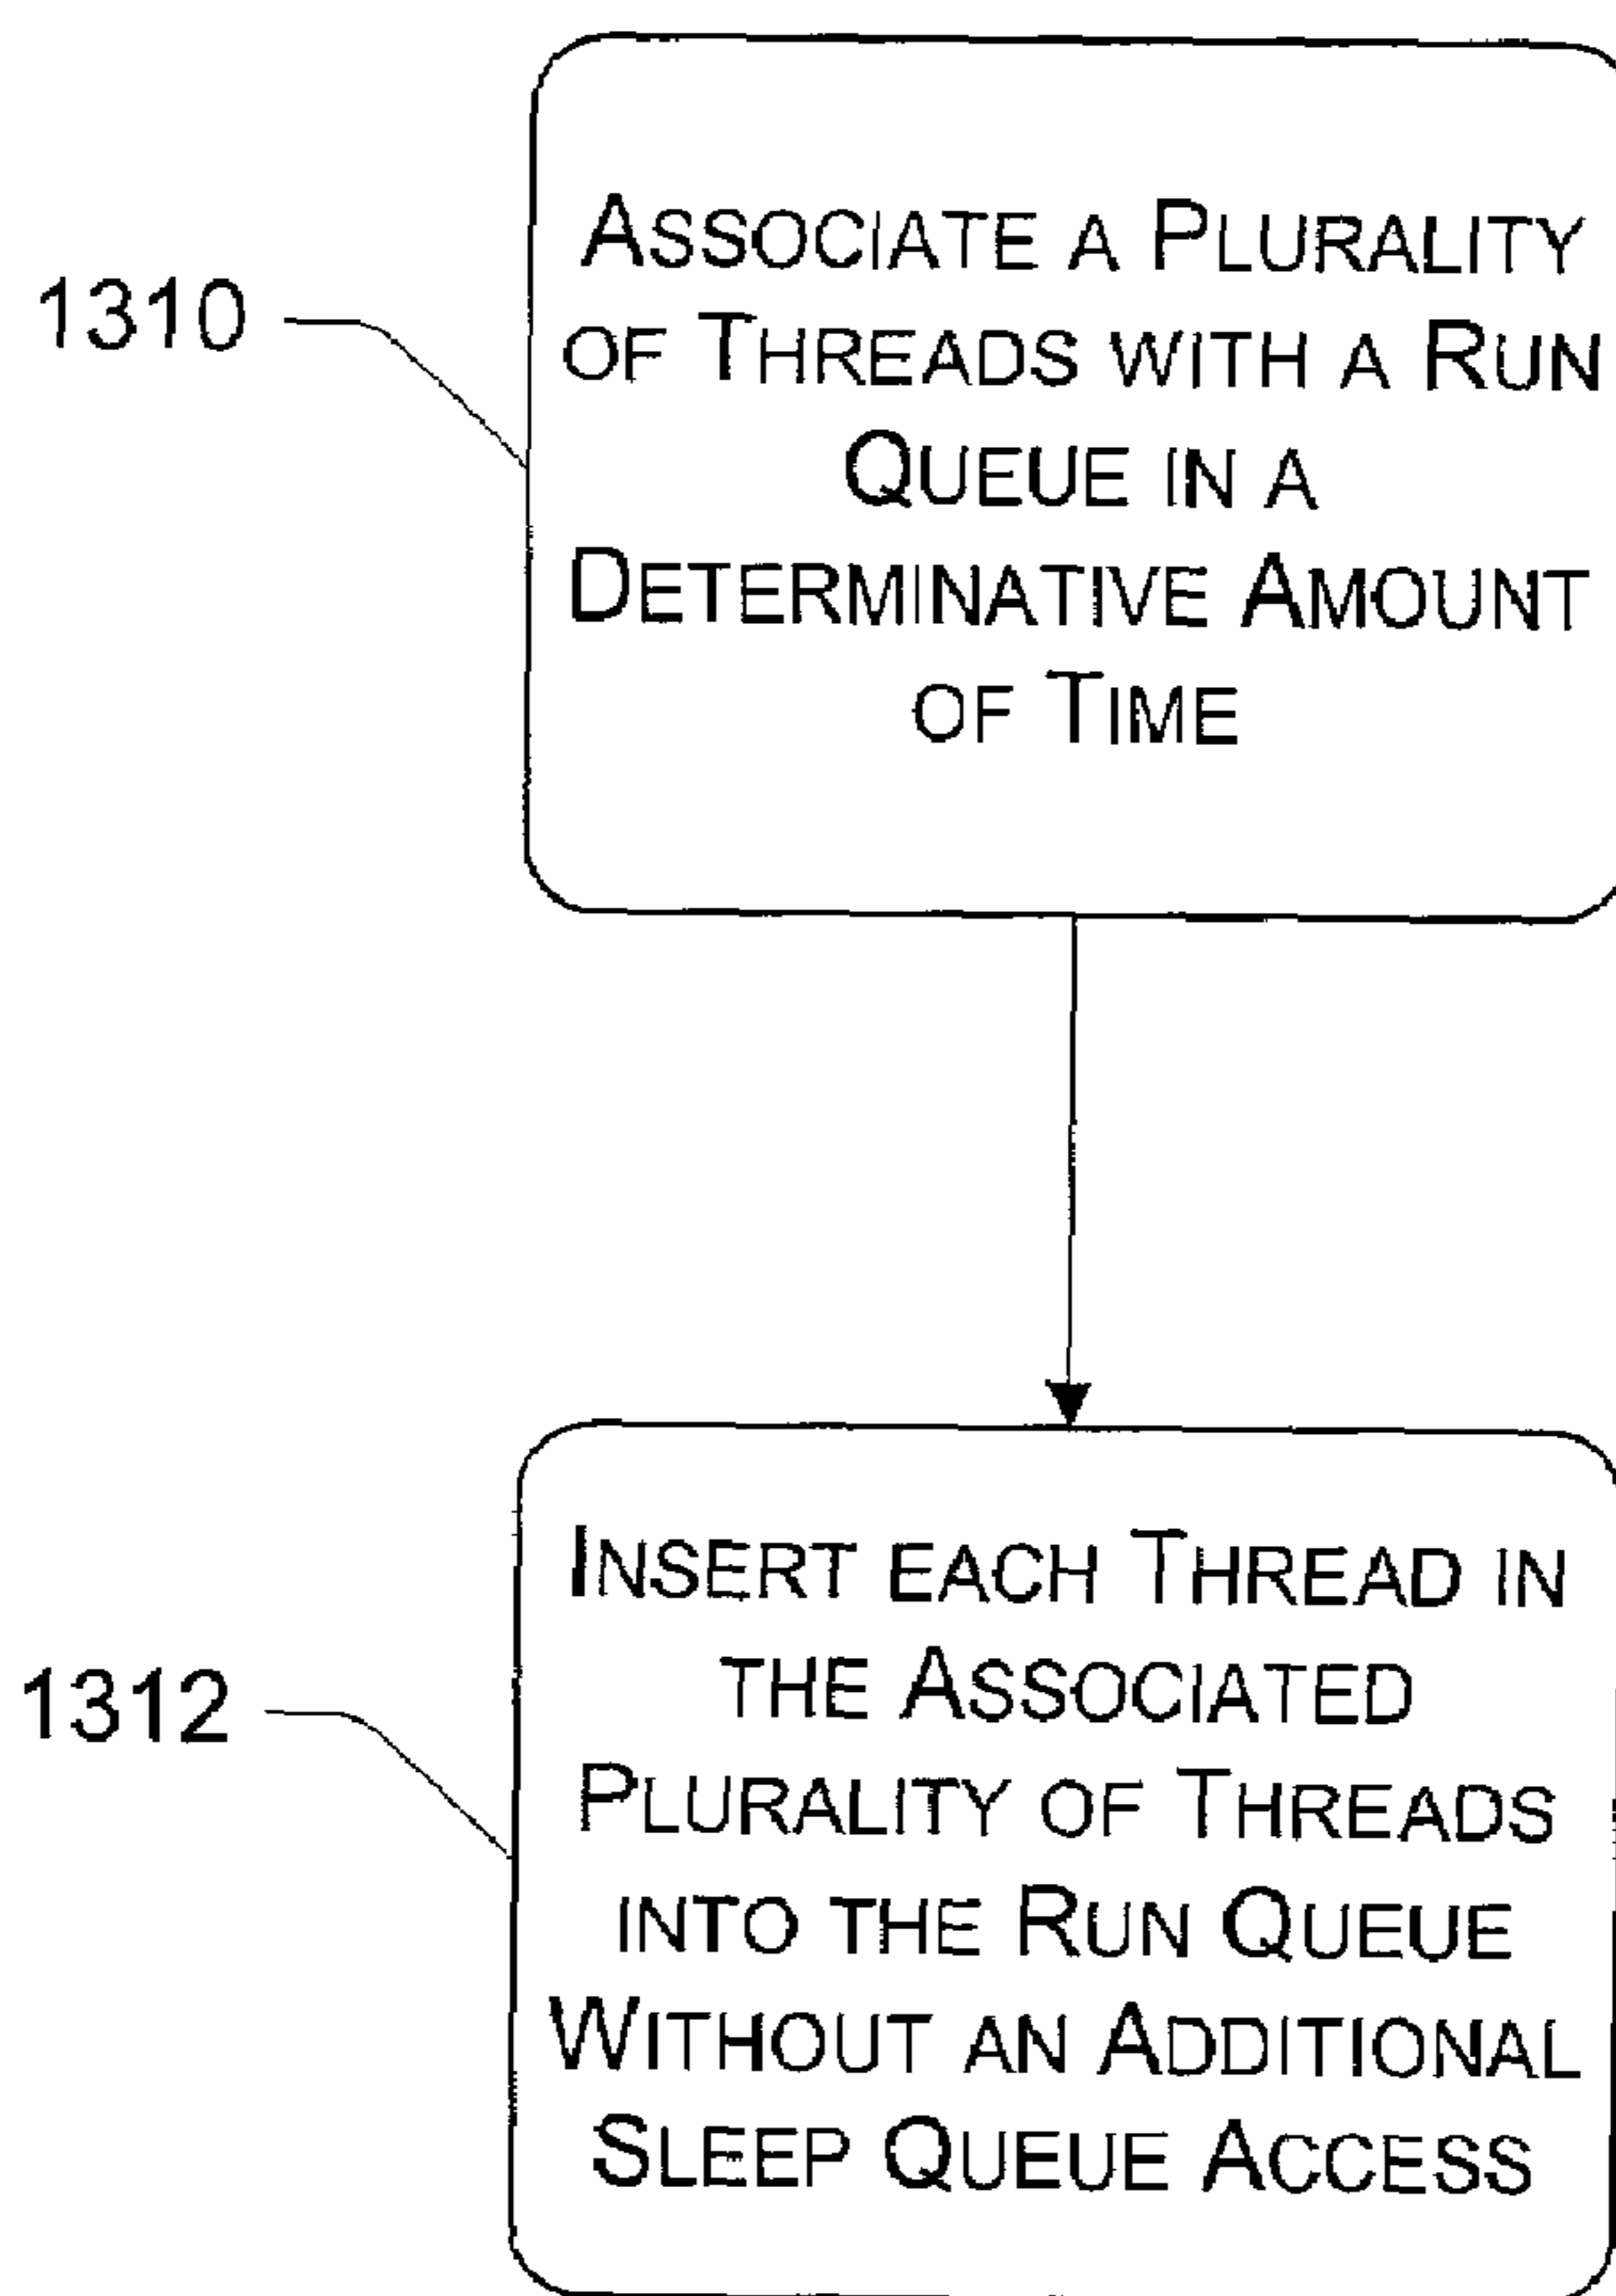 1310
ASSOCIATE A PLURALITY
OF THREADS WITH A RUN
QUEUE IN A
DETERMINATIVE AMOUNT
OF TIME
1312
INSERT EACH THREAD IN
THE ASSOCIATED
PLURALITY OF THREADS
INTO THE RUN QUEUE
WITHOUT AN ADDITIONAL
SLEEP QUEUE ACCESS